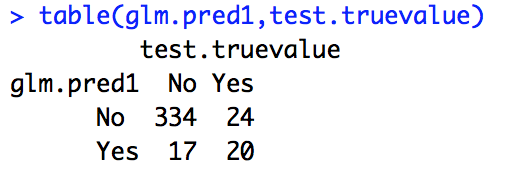 > table(glm.pred1,test.truevalue)
test.truevalue
glm.pred1 No Yes
No 334 24
Yes 17 20